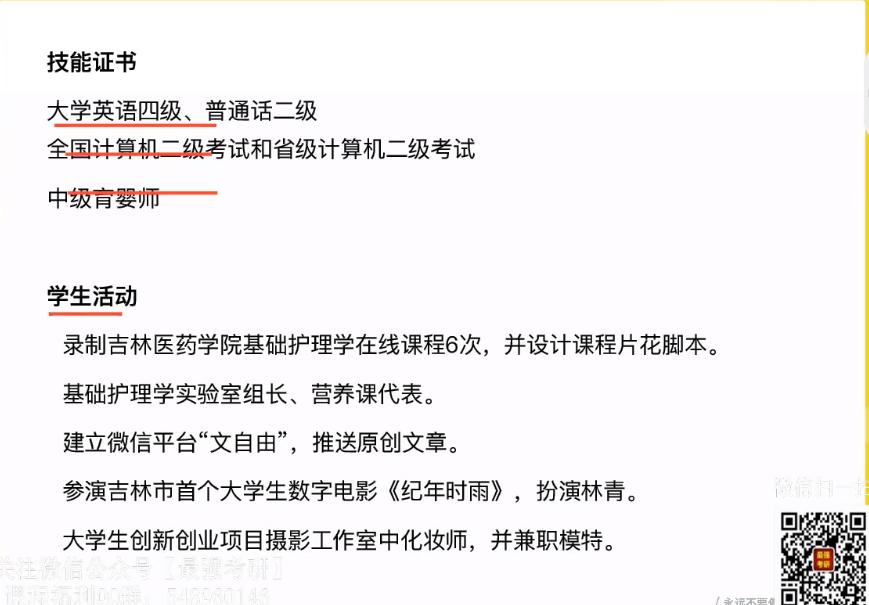 技能证书
大学英语四级、普通话二级
全国计算机二级考试和省级计算机二级考试
中级育婴师
学生活动
录制吉林医药学院基础护理学在线课程6次，并设计课程片花脚本。
基础护理学实验室组长、营养课代表。
建立微信平台“文自由”，推送原创文章。
参演吉林市首个大学生数字电影《纪年时雨》，扮演林青。
微信扫一扫
大学生创新创业项目摄影工作室中化妆师，并兼职模特。
关注微信公众号【最强考研】
最强
考研